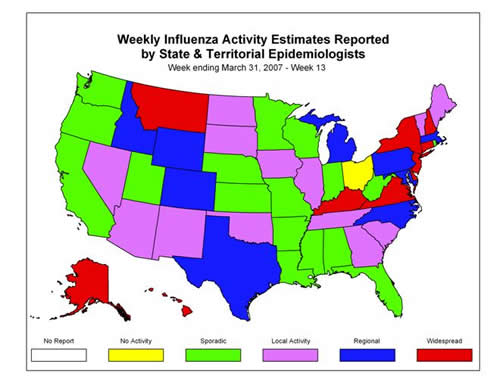 Weekly Influenza Activity Estimates Reported
by State & Territorial Epidemiologists
Week ending March 31, 2007 - Week 13
No Report No Activity Sporadic Local Activity Regional Widespread